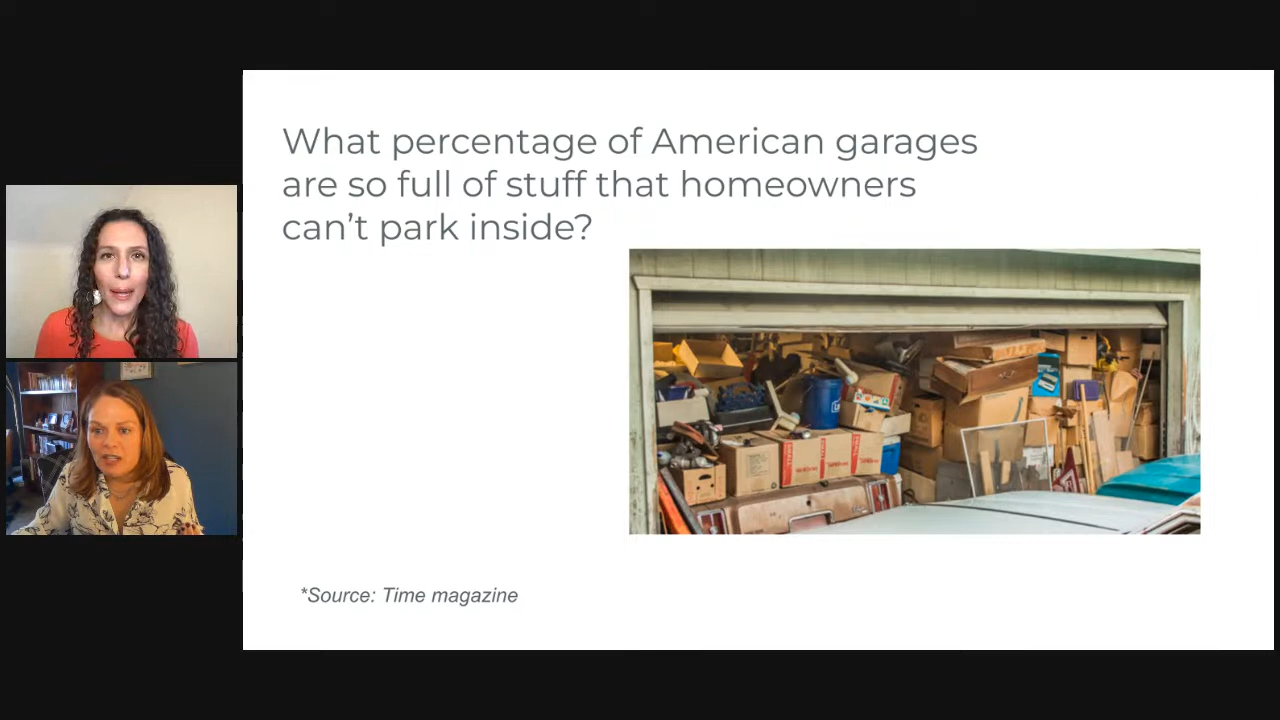 What percentage of American garages
are so full of stuff that homeowners
can’t park inside?
*Source: Time magazine